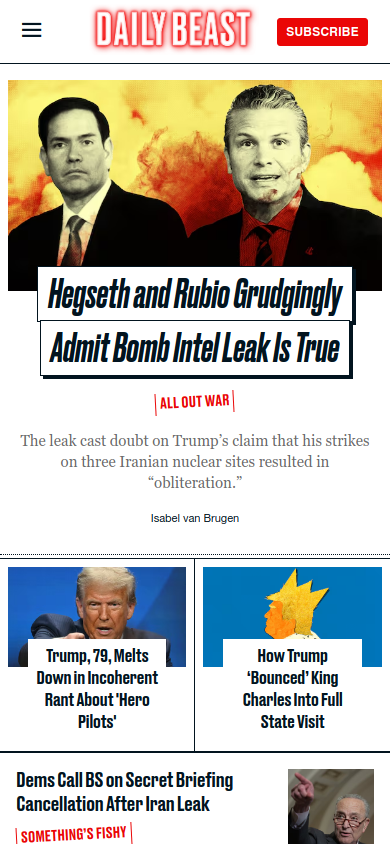 DAILY BEAST
SUBSCRIBE
Hegseth and Rubio Grudgingly
Admit Bomb Intel Leak Is True
ALL OUT WAR
The leak cast doubt on Trump’s claim that his strikes
on three Iranian nuclear sites resulted in
“obliteration.”
Isabel van Brugen
Trump, 79, Melts
Down in Incoherent
Rant About 'Hero
Pilots'
How Trump
‘Bounced’ King
Charles Into Full
State Visit
Dems Call BS on Secret Briefing
Cancellation After Iran Leak
SOMETHING’S FISHY